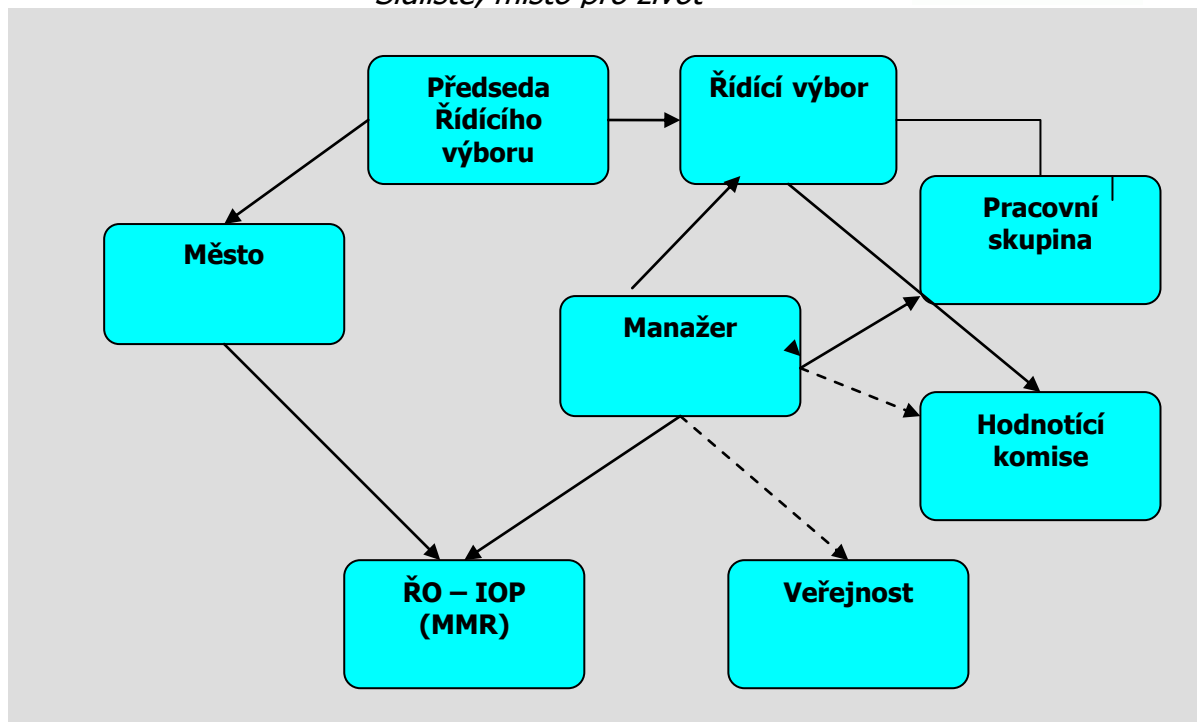 Předseda
Řídícího
výboru
Řídící výbor
Pracovní
skupina
Město
Manažer
Hodnotící
komise
ŘO – IOP
(MMR)
Veřejnost